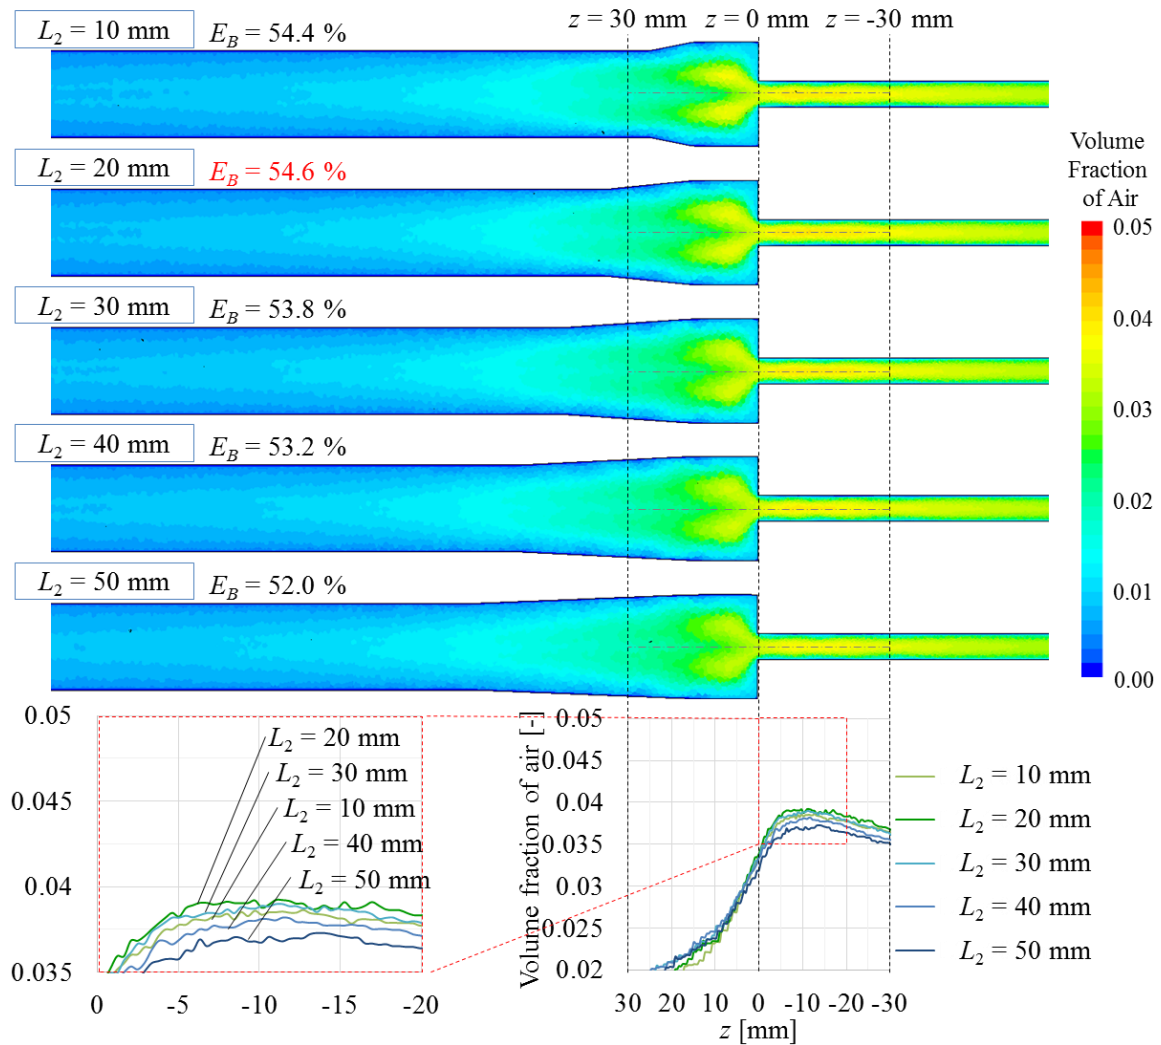 z = 30 mm z = 0 mm z = -30 mm
L2 = 10 mm EB = 54.4 %
L2 = 20 mm EB = 54.6 %
L2 = 30 mm EB = 53.8 %
L2 = 40 mm EB = 53.2 %
L2 = 50 mm EB = 52.0 %
Volume
Fraction
of Air
0.05
0.04
0.03
0.02
0.01
0.00
0.05
0.045
0.04
0.035
0 -5 -10 -15 -20
L2 = 20 mm
L2 = 30 mm
L2 = 10 mm
L2 = 40 mm
L2 = 50 mm
Volume fraction of air [-]
0.05
0.045
0.04
0.035
0.03
0.025
0.02
30 20 10 0 -10 -20 -30
z [mm]
L2 = 10 mm
L2 = 20 mm
L2 = 30 mm
L2 = 40 mm
L2 = 50 mm